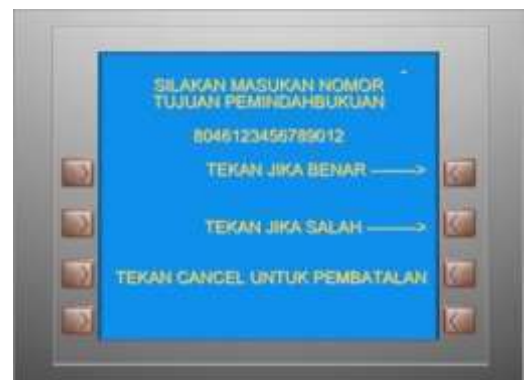 SILAKAN MASUKAN NOMOR
TUJUAN PEMINDAHBUKUAN
8046123456789012
TEKAN JIKA BENAR ------>
TEKAN JIKA SALAH ------>
TEKAN CANCEL UNTUK PEMBATALAN